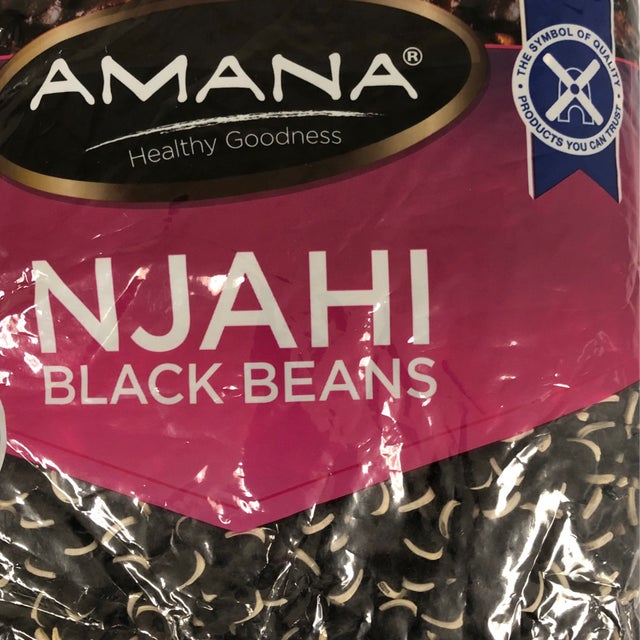 AMANA®
Healthy Goodness
• THE SYMBOL OF QUALITY •
PRODUCTS YOU CAN TRUST
NJAHI
BLACK BEANS